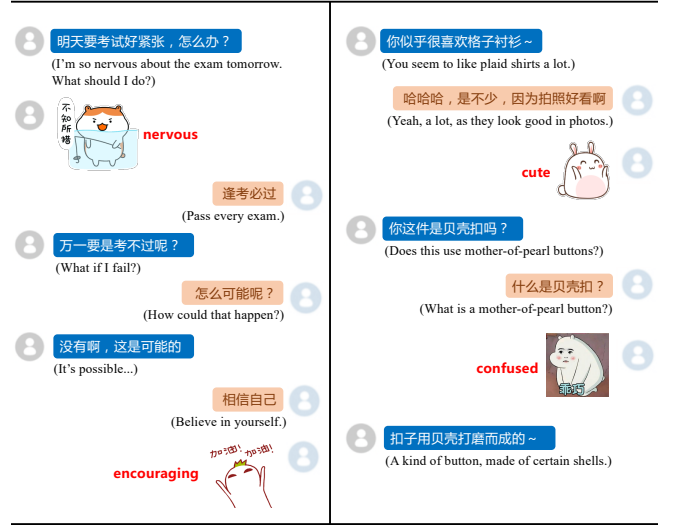 明天要考试好紧张，怎么办？
(I'm so nervous about the exam tomorrow.
What should I do?)
不知所措
nervous
逢考必过
(Pass every exam.)
万一要是考不过呢？
(What if I fail?)
怎么可能呢？
(How could that happen?)
没有啊，这是可能的
(It's possible...)
相信自己
(Believe in yourself.)
加油! 加油!
encouraging
你似乎很喜欢格子衬衫～
(You seem to like plaid shirts a lot.)
哈哈哈，是不少，因为拍照好看啊
(Yeah, a lot, as they look good in photos.)
cute
你这件是贝壳扣吗？
(Does this use mother-of-pearl buttons?)
什么是贝壳扣？
(What is a mother-of-pearl button?)
confused
乖巧
扣子用贝壳打磨而成的～
(A kind of button, made of certain shells.)